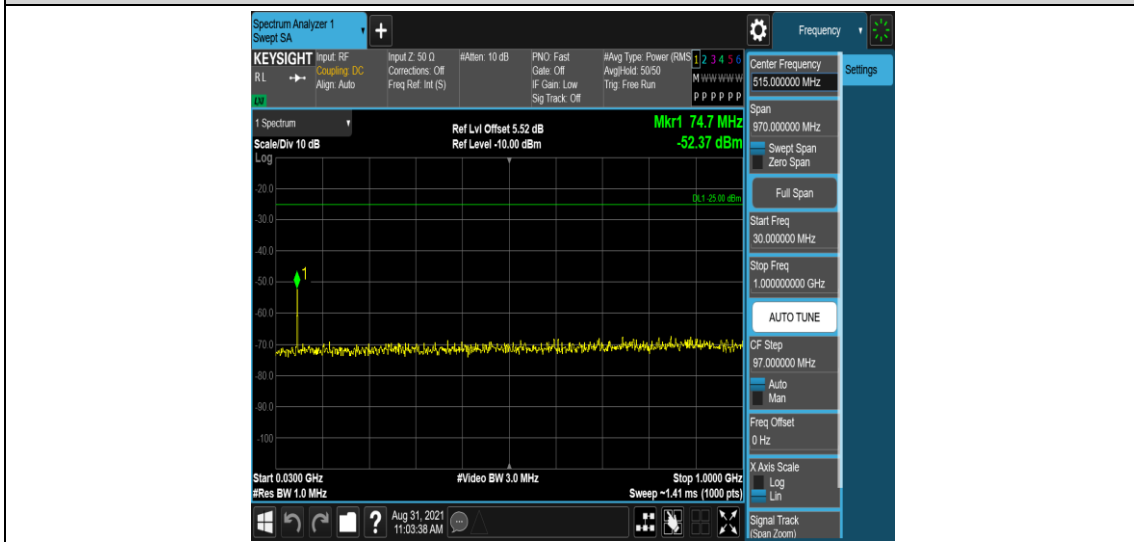 Spectrum Analyzer 1
Swept SA
Frequency
KEYSIGHT
RL
Input: RF
Coupling: DC
Align: Auto
Input Z: 50 Ω
Corrections: Off
Freq Ref: Int (S)
#Atten: 10 dB
PNO: Fast
Gate: Off
IF Gain: Low
Sig Track: Off
#Avg Type: Power (RMS
Avg|Hold: 50/50
Trig: Free Run
1 2 3 4 5 6
M W W W W W
P P P P P P
1 Spectrum
Scale/Div 10 dB
Ref Lvl Offset 5.52 dB
Ref Level -10.00 dBm
Mkr1 74.7 MHz
-52.37 dBm
Log
DL1 -25.00 dBm
-20.0
-30.0
-40.0
-50.0
-60.0
-70.0
-80.0
-90.0
-100
1
Start 0.0300 GHz
#Res BW 1.0 MHz
#Video BW 3.0 MHz
Stop 1.0000 GHz
Sweep ~1.41 ms (1000 pts)
Aug 31, 2021
11:03:38 AM
Center Frequency
515.000000 MHz
Settings
Span
970.000000 MHz
Swept Span
Zero Span
Full Span
Start Freq
30.000000 MHz
Stop Freq
1.000000000 GHz
AUTO TUNE
CF Step
97.000000 MHz
Auto
Man
Freq Offset
0 Hz
X Axis Scale
Log
Lin
Signal Track
(Span Zoom)